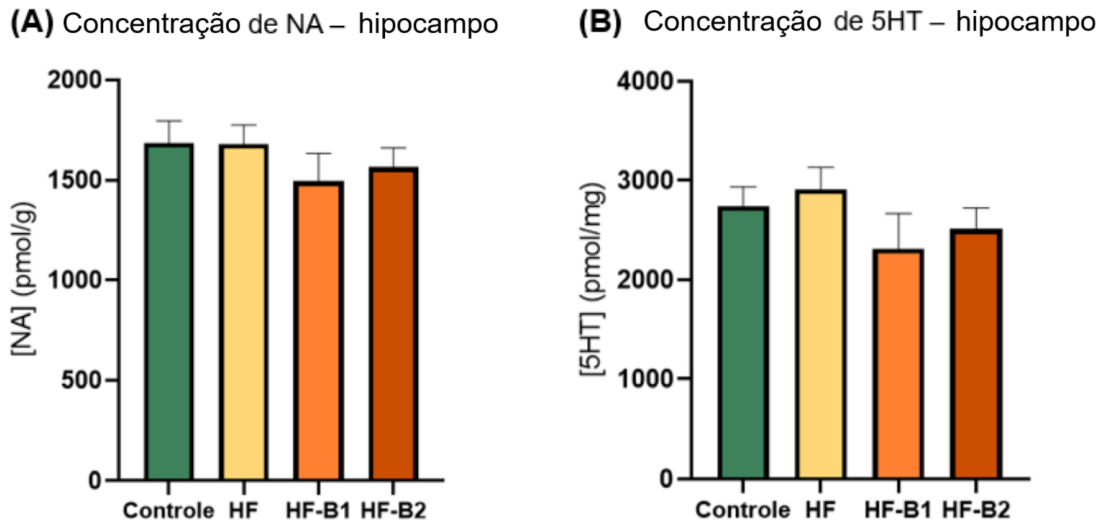 (A) Concentração de NA – hipocampo
2000
1500
1000
500
0
[NA] (pmol/g)
Controle HF HF-B1 HF-B2
(B) Concentração de 5HT – hipocampo
4000
3000
2000
1000
0
[5HT] (pmol/mg)
Controle HF HF-B1 HF-B2